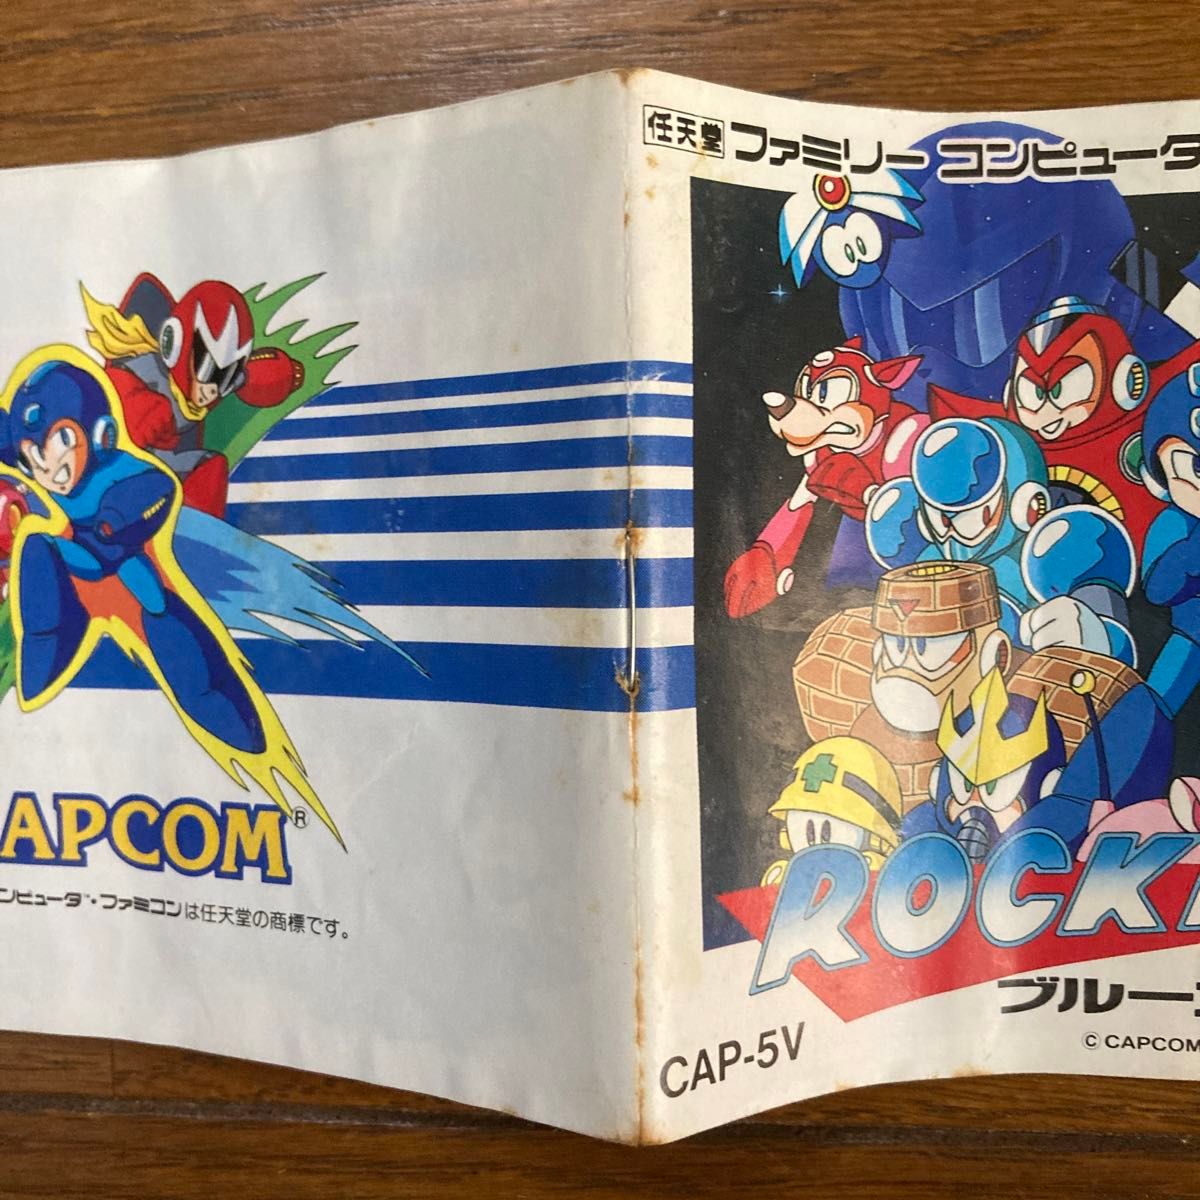 任天堂 ファミリー コンピュータ
ROCK
ブルー
CAP-5V
© CAPCOM
APCOM®
ンピュータ™・ファミコンは任天堂の商標です。